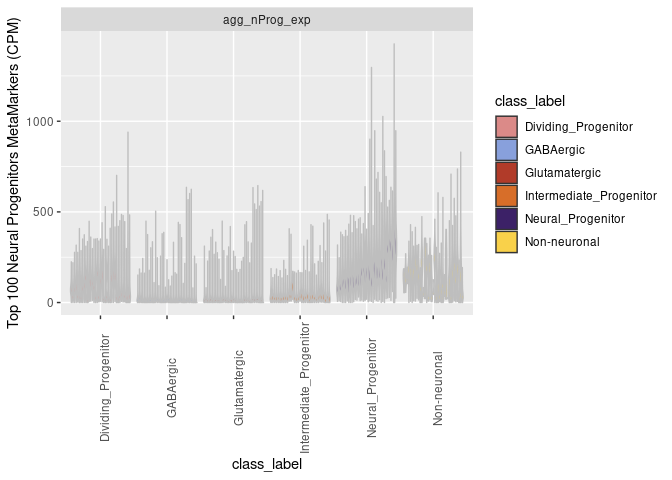 agg_nProg_exp
Top 100 Neural Progenitors MetaMarkers (CPM)
1000
500
0
Dividing_Progenitor
GABAergic
Glutamatergic
Intermediate_Progenitor
Neural_Progenitor
Non-neuronal
class_label
class_label
Dividing_Progenitor
GABAergic
Glutamatergic
Intermediate_Progenitor
Neural_Progenitor
Non-neuronal